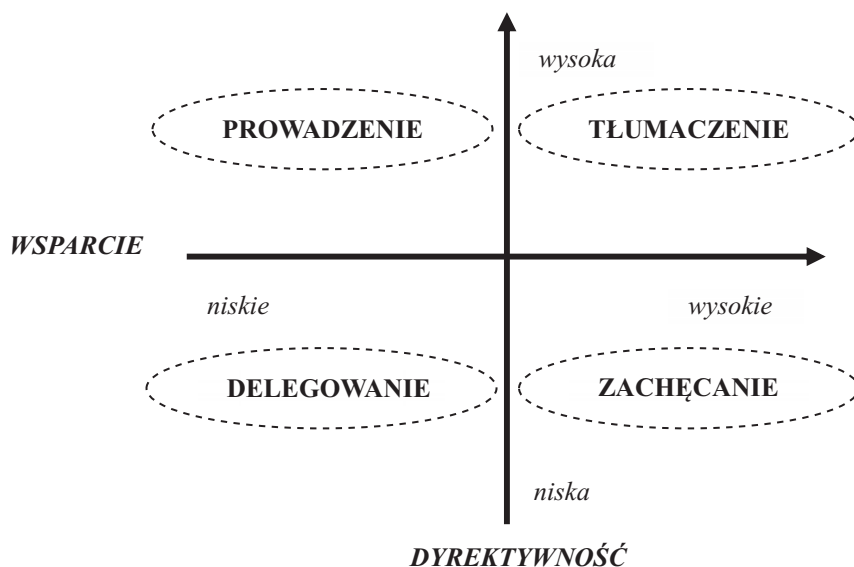 wysoka
PROWADZENIE
TŁUMACZENIE
WSPARCIE
niskie
wysokie
DELEGOWANIE
ZACHĘCANIE
niska
DYREKTYWNOŚĆ